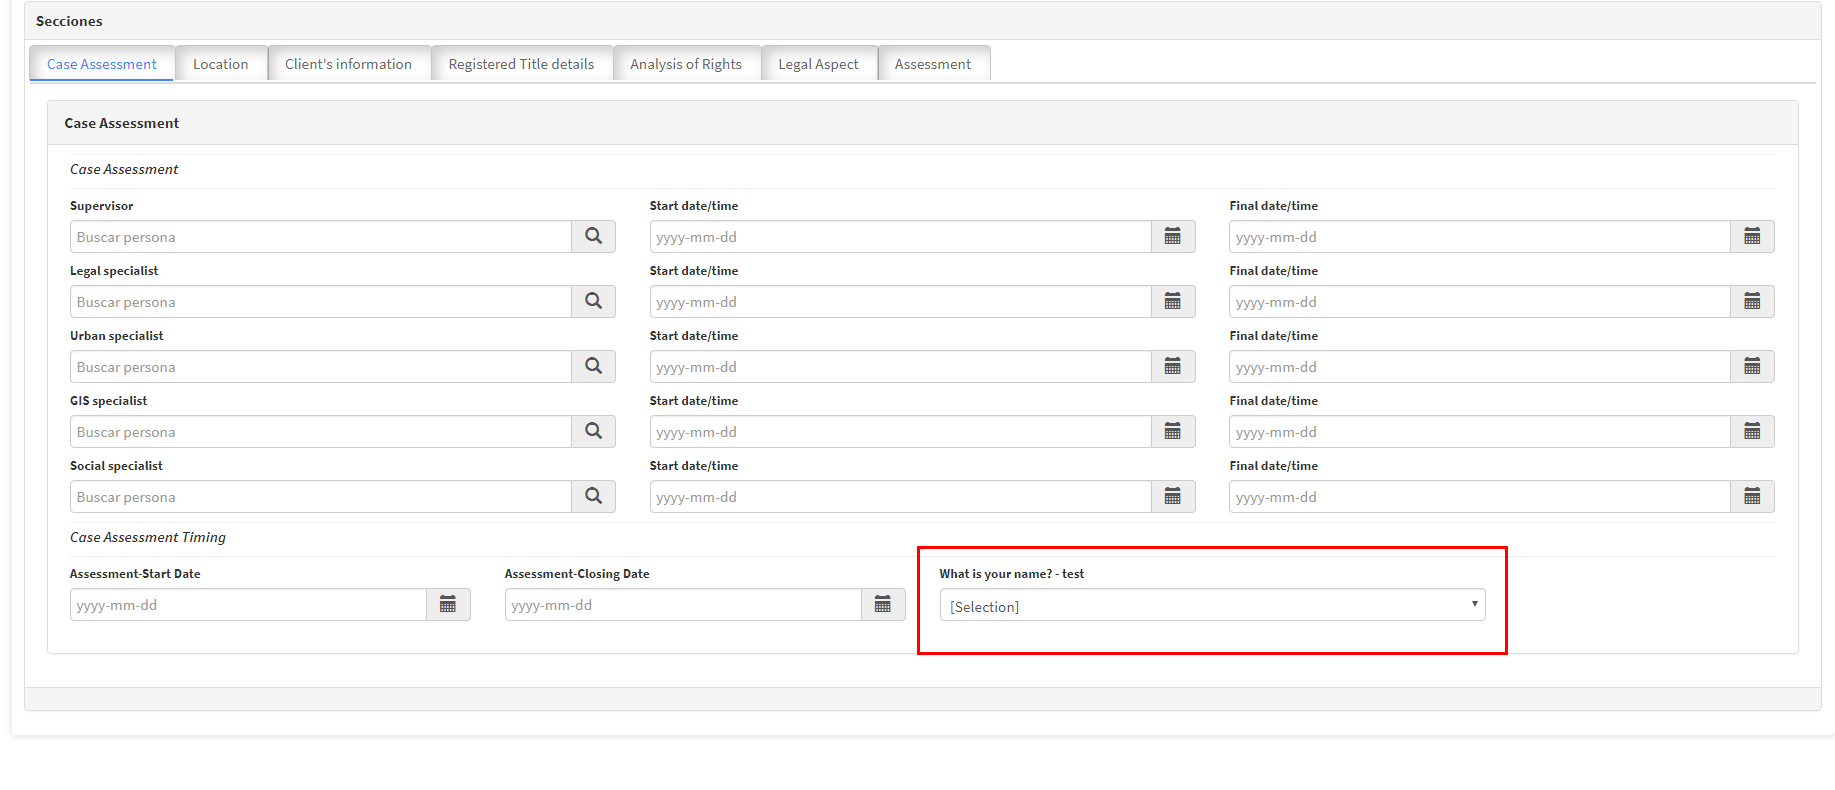 Secciones
Case Assessment Location Client's information Registered Title details Analysis of Rights Legal Aspect Assessment
Case Assessment
Case Assessment
Supervisor Start date/time Final date/time
Buscar persona yyyy-mm-dd yyyy-mm-dd
Legal specialist Start date/time Final date/time
Buscar persona yyyy-mm-dd yyyy-mm-dd
Urban specialist Start date/time Final date/time
Buscar persona yyyy-mm-dd yyyy-mm-dd
GIS specialist Start date/time Final date/time
Buscar persona yyyy-mm-dd yyyy-mm-dd
Social specialist Start date/time Final date/time
Buscar persona yyyy-mm-dd yyyy-mm-dd
Case Assessment Timing
Assessment-Start Date Assessment-Closing Date What is your name? - test
yyyy-mm-dd yyyy-mm-dd [Selection]